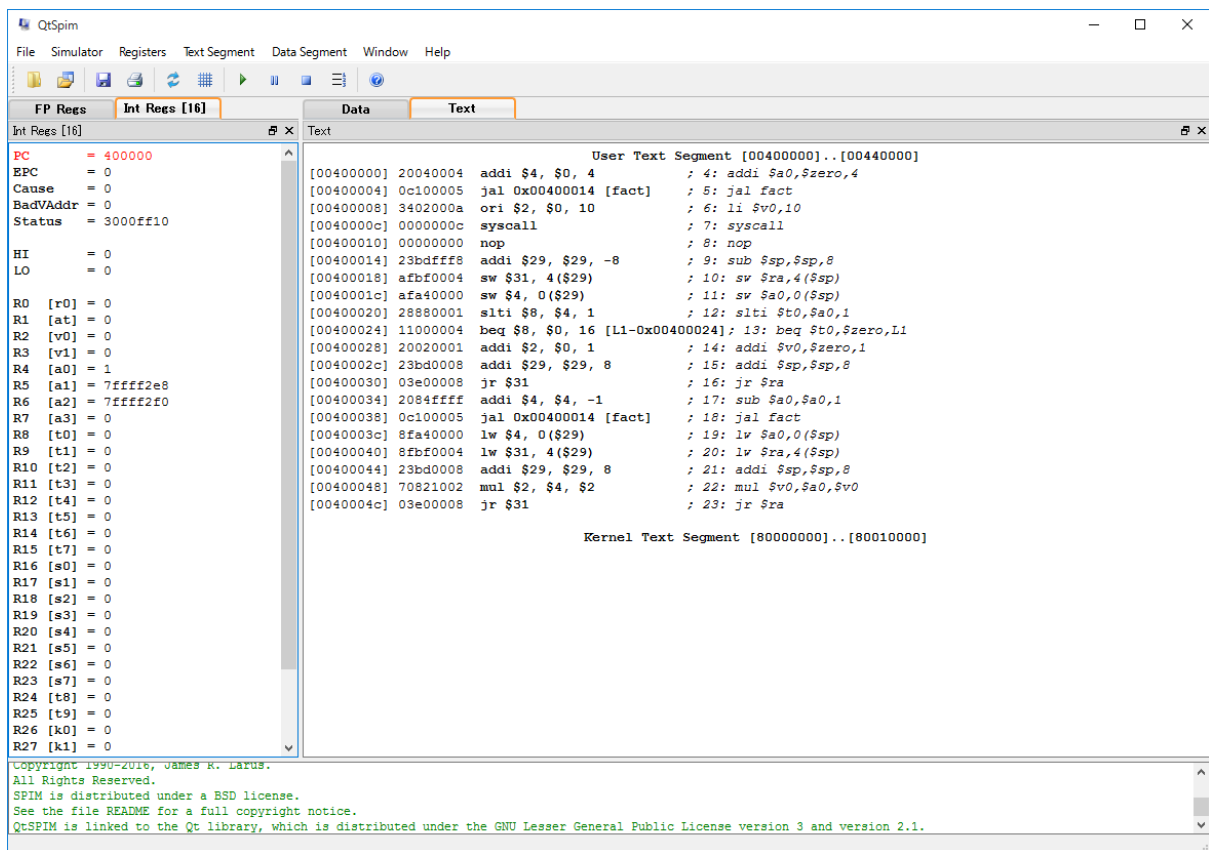 QtSpim
File Simulator Registers Text Segment Data Segment Window Help
FP Regs Int Regs [16] Data Text
Int Regs [16] Text
PC = 400000
EPC = 0
Cause = 0
BadVAddr = 0
Status = 3000ff10
HI = 0
LO = 0
R0 [r0] = 0
R1 [at] = 0
R2 [v0] = 0
R3 [v1] = 0
R4 [a0] = 1
R5 [a1] = 7ffff2e8
R6 [a2] = 7ffff2f0
R7 [a3] = 0
R8 [t0] = 0
R9 [t1] = 0
R10 [t2] = 0
R11 [t3] = 0
R12 [t4] = 0
R13 [t5] = 0
R14 [t6] = 0
R15 [t7] = 0
R16 [s0] = 0
R17 [s1] = 0
R18 [s2] = 0
R19 [s3] = 0
R20 [s4] = 0
R21 [s5] = 0
R22 [s6] = 0
R23 [s7] = 0
R24 [t8] = 0
R25 [t9] = 0
R26 [k0] = 0
R27 [k1] = 0
User Text Segment [00400000]..[00440000]
[00400000] 20040004 addi $4, $0, 4 ; 4: addi $a0,$zero,4
[00400004] 0c100005 jal 0x00400014 [fact] ; 5: jal fact
[00400008] 3402000a ori $2, $0, 10 ; 6: li $v0,10
[0040000c] 0000000c syscall ; 7: syscall
[00400010] 00000000 nop ; 8: nop
[00400014] 23bdfff8 addi $29, $29, -8 ; 9: sub $sp,$sp,8
[00400018] afbf0004 sw $31, 4($29) ; 10: sw $ra,4($sp)
[0040001c] afa40000 sw $4, 0($29) ; 11: sw $a0,0($sp)
[00400020] 28880001 slti $8, $4, 1 ; 12: slti $t0,$a0,1
[00400024] 11000004 beq $8, $0, 16 [L1-0x00400024]; 13: beq $t0,$zero,L1
[00400028] 20020001 addi $2, $0, 1 ; 14: addi $v0,$zero,1
[0040002c] 23bd0008 addi $29, $29, 8 ; 15: addi $sp,$sp,8
[00400030] 03e00008 jr $31 ; 16: jr $ra
[00400034] 2084ffff addi $4, $4, -1 ; 17: sub $a0,$a0,1
[00400038] 0c100005 jal 0x00400014 [fact] ; 18: jal fact
[0040003c] 8fa40000 lw $4, 0($29) ; 19: lw $a0,0($sp)
[00400040] 8fbf0004 lw $31, 4($29) ; 20: lw $ra,4($sp)
[00400044] 23bd0008 addi $29, $29, 8 ; 21: addi $sp,$sp,8
[00400048] 70821002 mul $2, $4, $2 ; 22: mul $v0,$a0,$v0
[0040004c] 03e00008 jr $31 ; 23: jr $ra
Kernel Text Segment [80000000]..[80010000]
Copyright 1990-2016, James R. Larus.
All Rights Reserved.
SPIM is distributed under a BSD license.
See the file README for a full copyright notice.
QtSPIM is linked to the Qt library, which is distributed under the GNU Lesser General Public License version 3 and version 2.1.